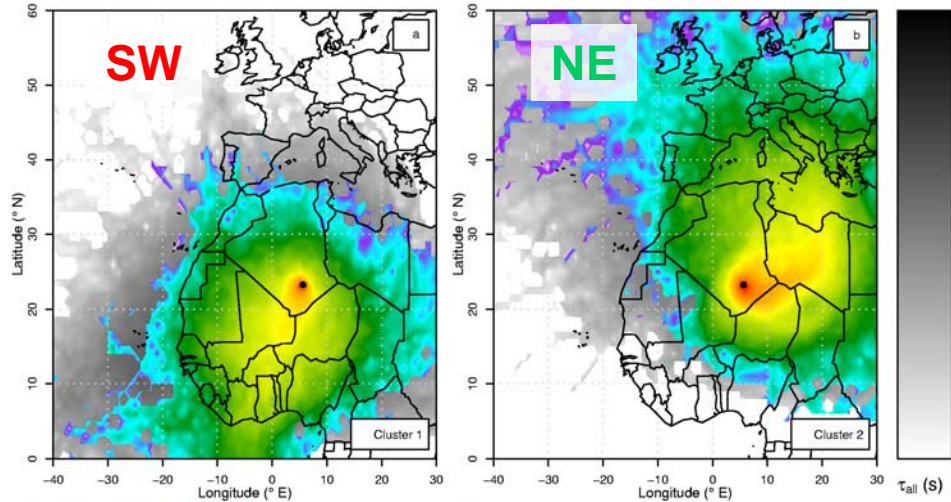 SW
a
60
50
40
30
20
10
0
Latitude (° N)
-40 -30 -20 -10 0 10 20 30
Longitude (° E)
Cluster 1
NE
b
60
50
40
30
20
10
0
Latitude (° N)
-40 -30 -20 -10 0 10 20 30
Longitude (° E)
Cluster 2
τall (s)